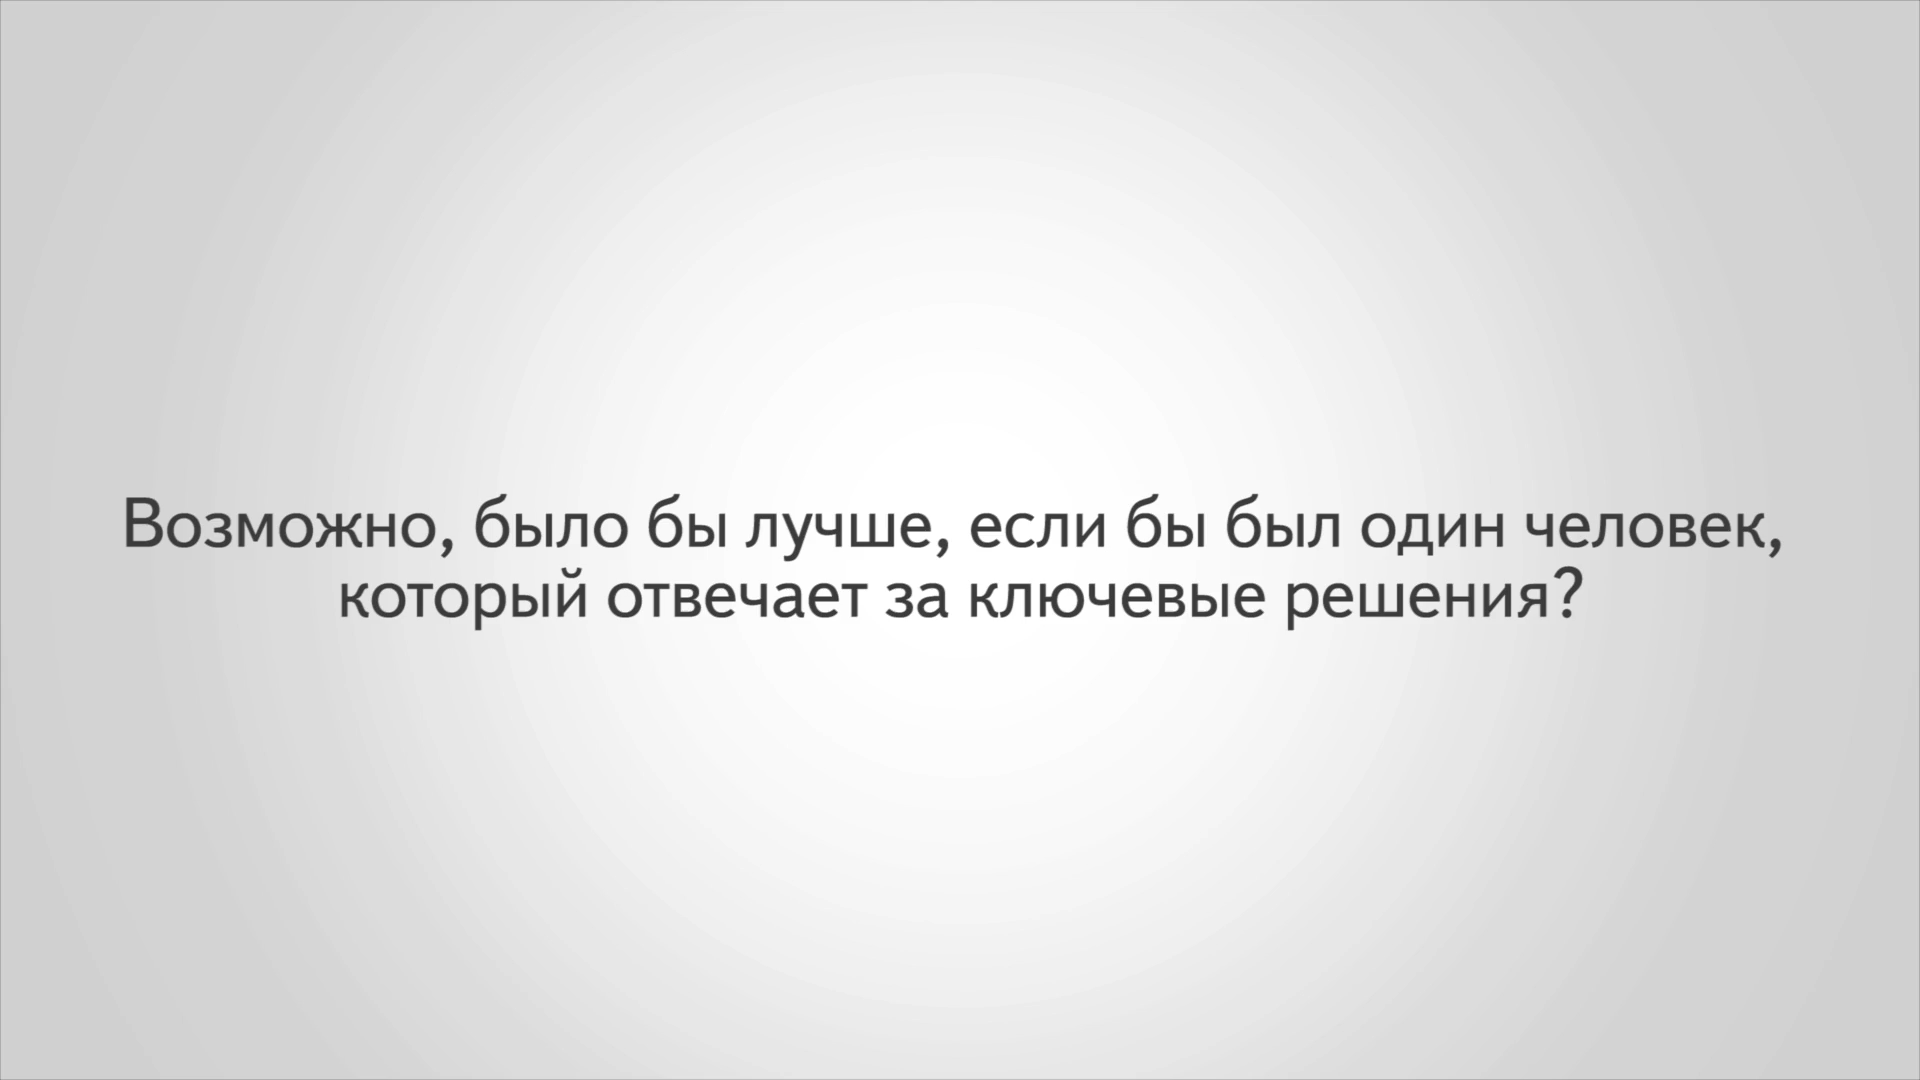 Возможно, было бы лучше, если бы был один человек,
который отвечает за ключевые решения?